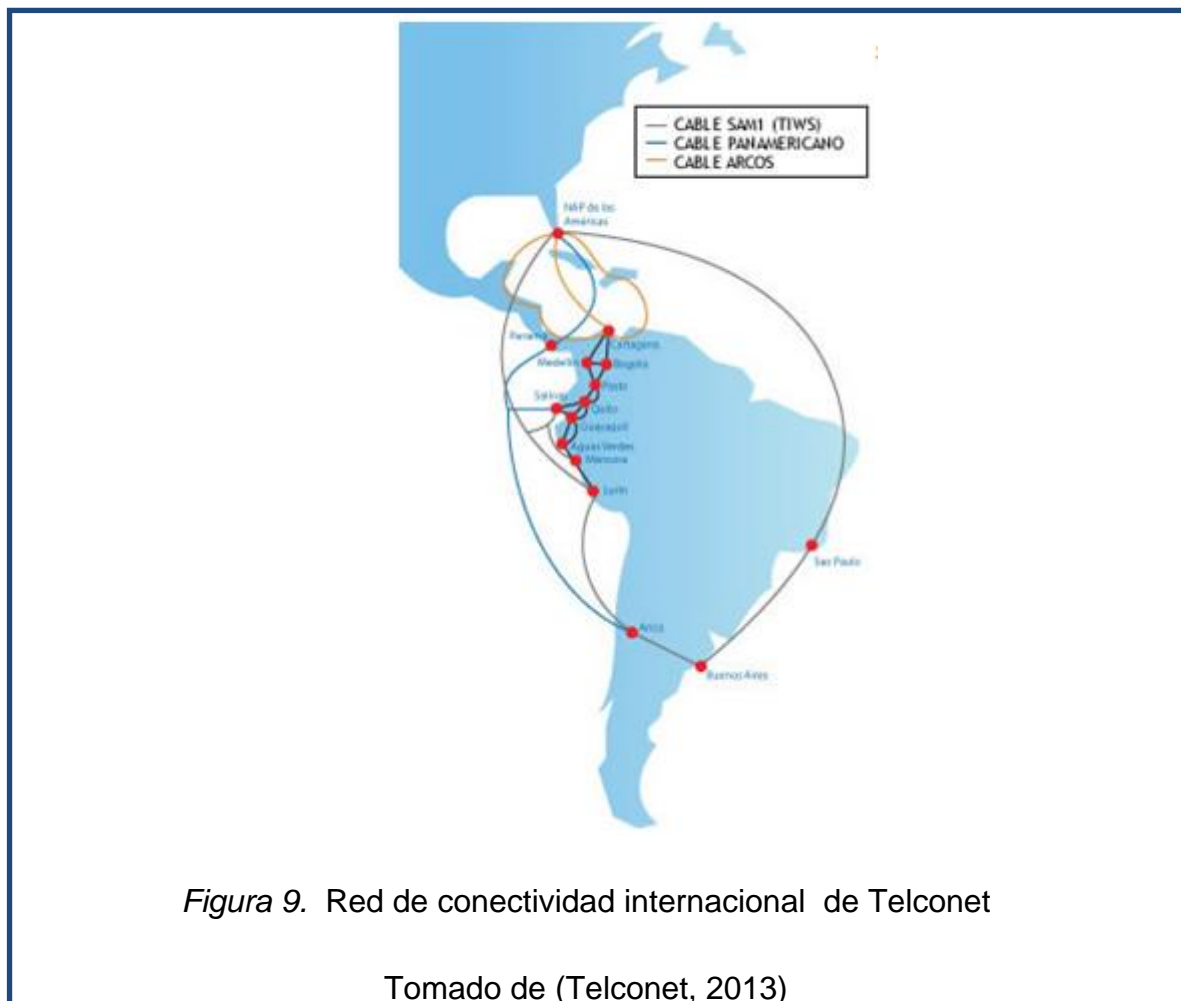 CABLE SAM1 (TIWS)
CABLE PANAMERICANO
CABLE ARCOS
NAP de las
Américas
Panamá
Cartagena
Medellín
Bogotá
Pasto
Salinas
Quito
Guayaquil
Aguas Verdes
Mancora
Lurin
Sao Paulo
Arica
Buenos Aires
Figura 9. Red de conectividad internacional de Telconet
Tomado de (Telconet, 2013)